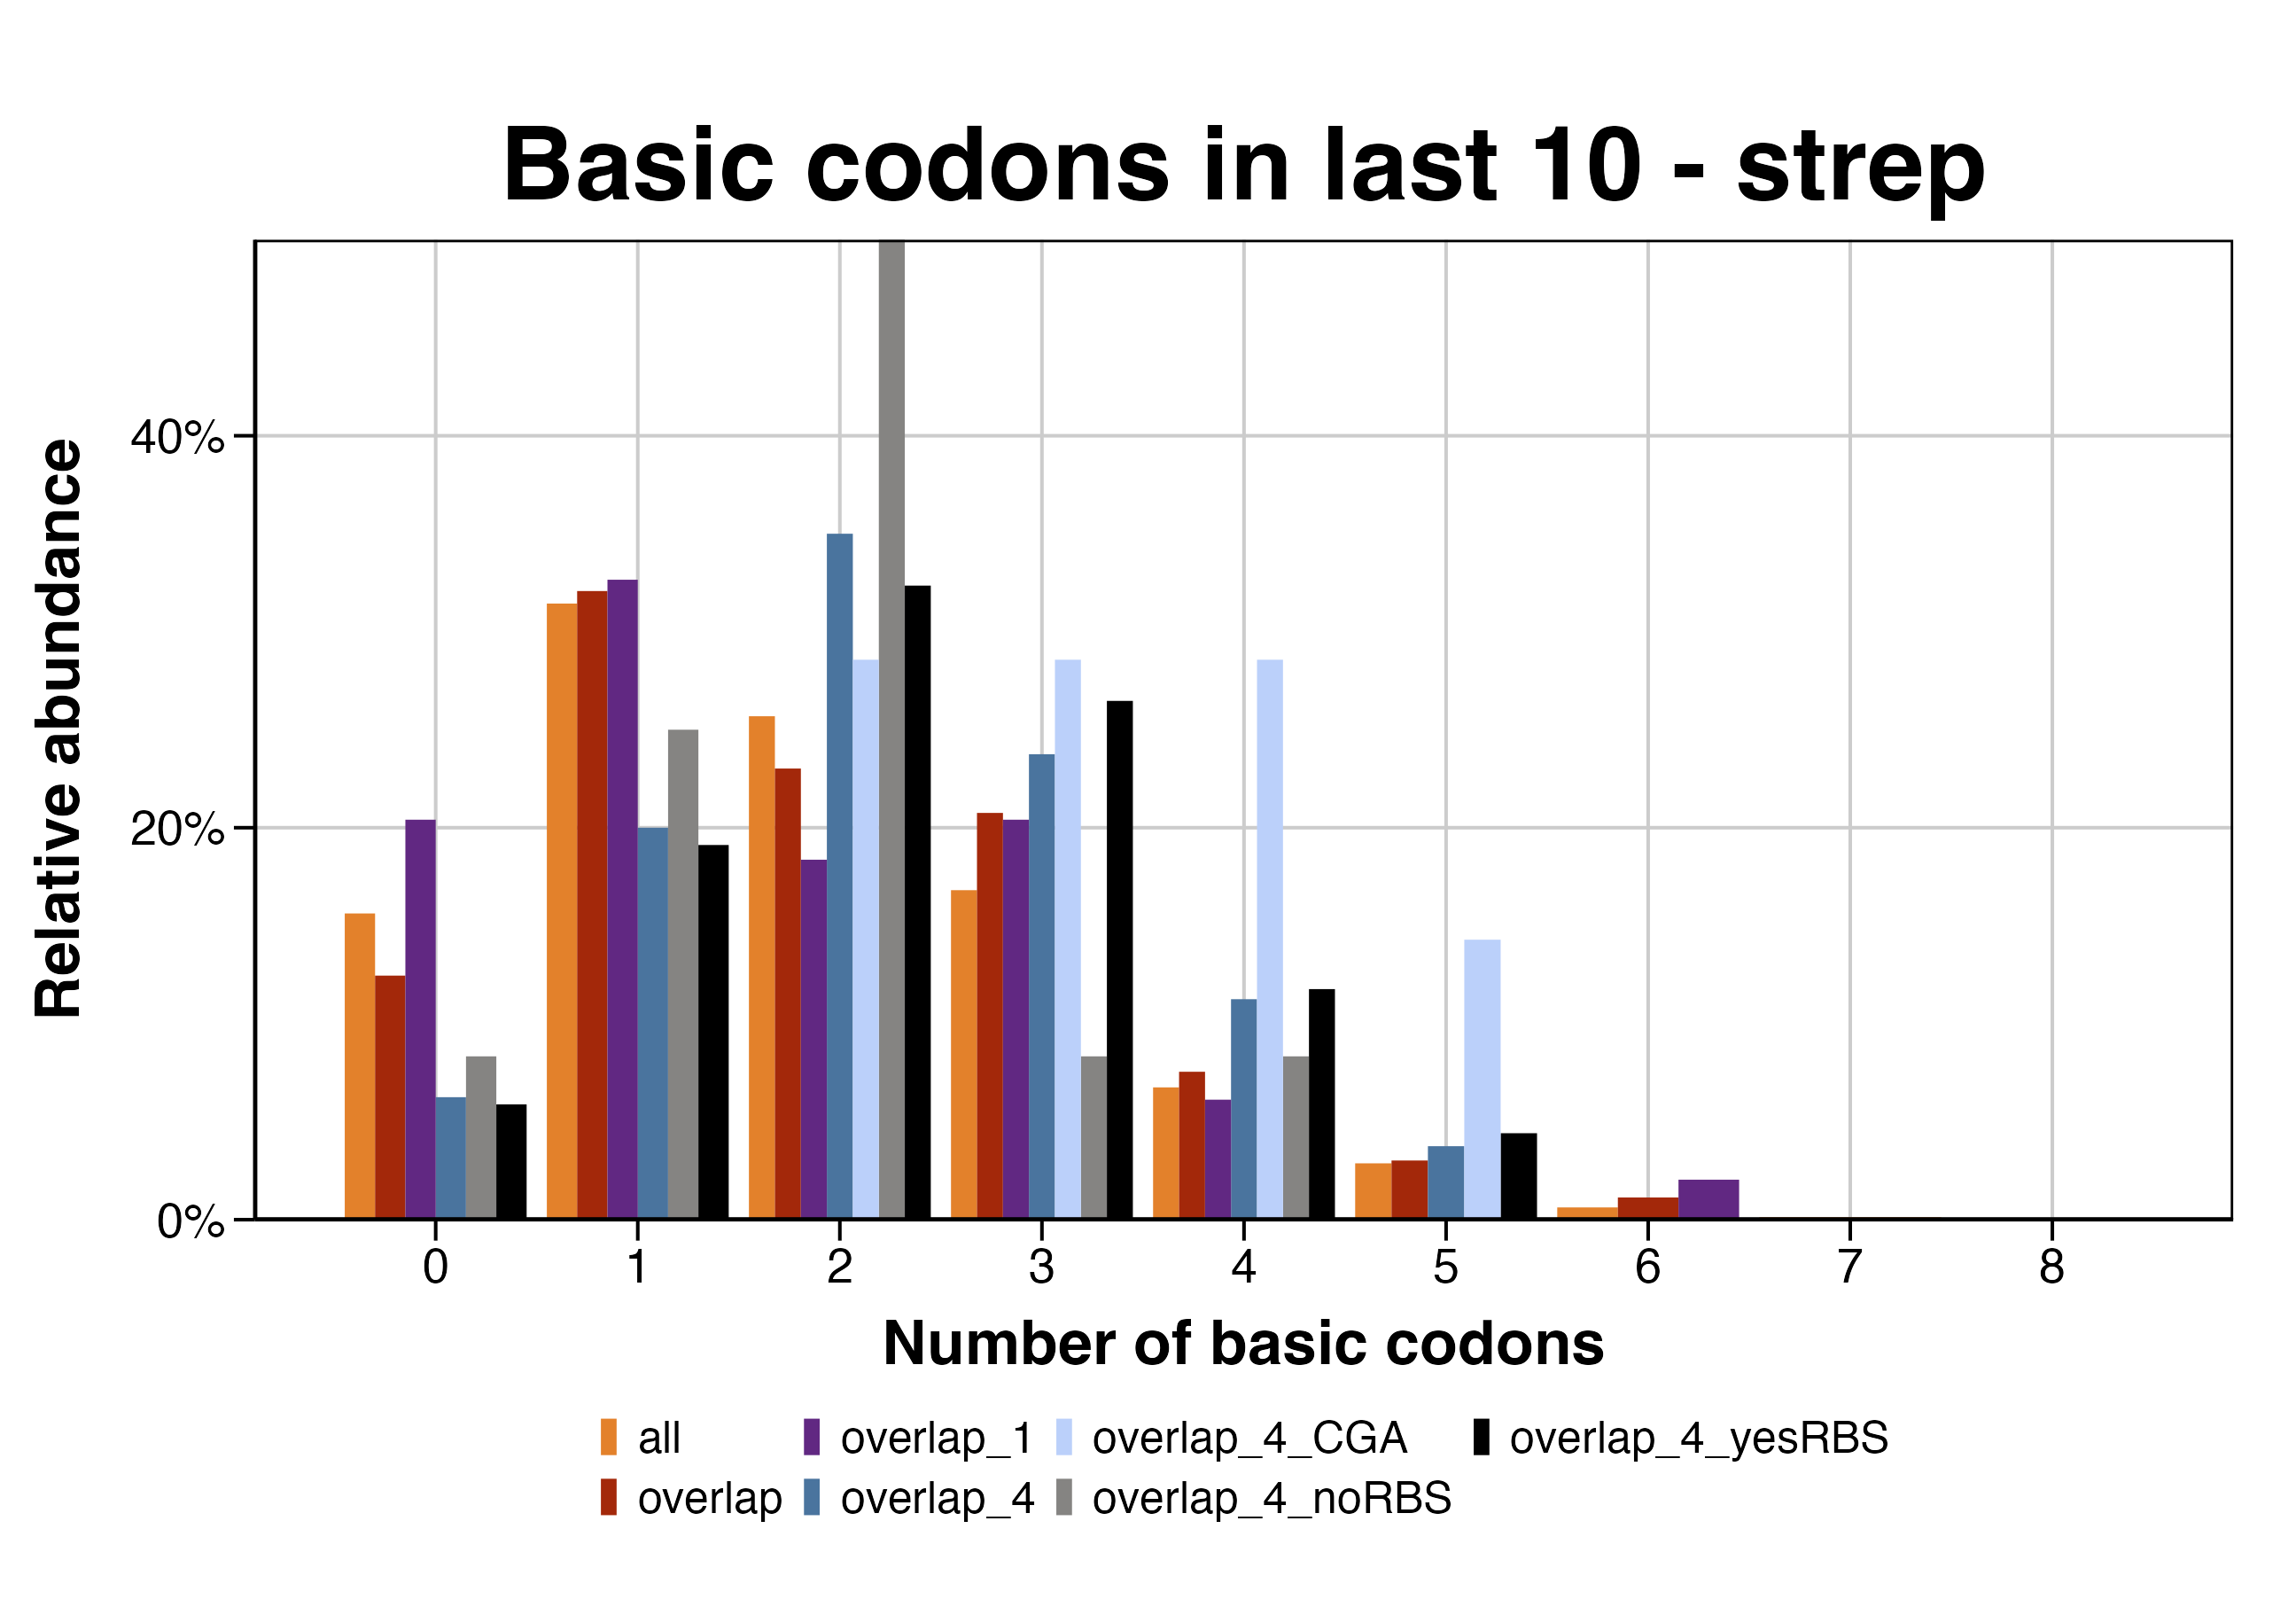 Basic codons in last 10 - strep
Relative abundance
40%
20%
0%
0 1 2 3 4 5 6 7 8
Number of basic codons
all overlap_1 overlap_4_CGA overlap_4_yesRBS
overlap overlap_4 overlap_4_noRBS